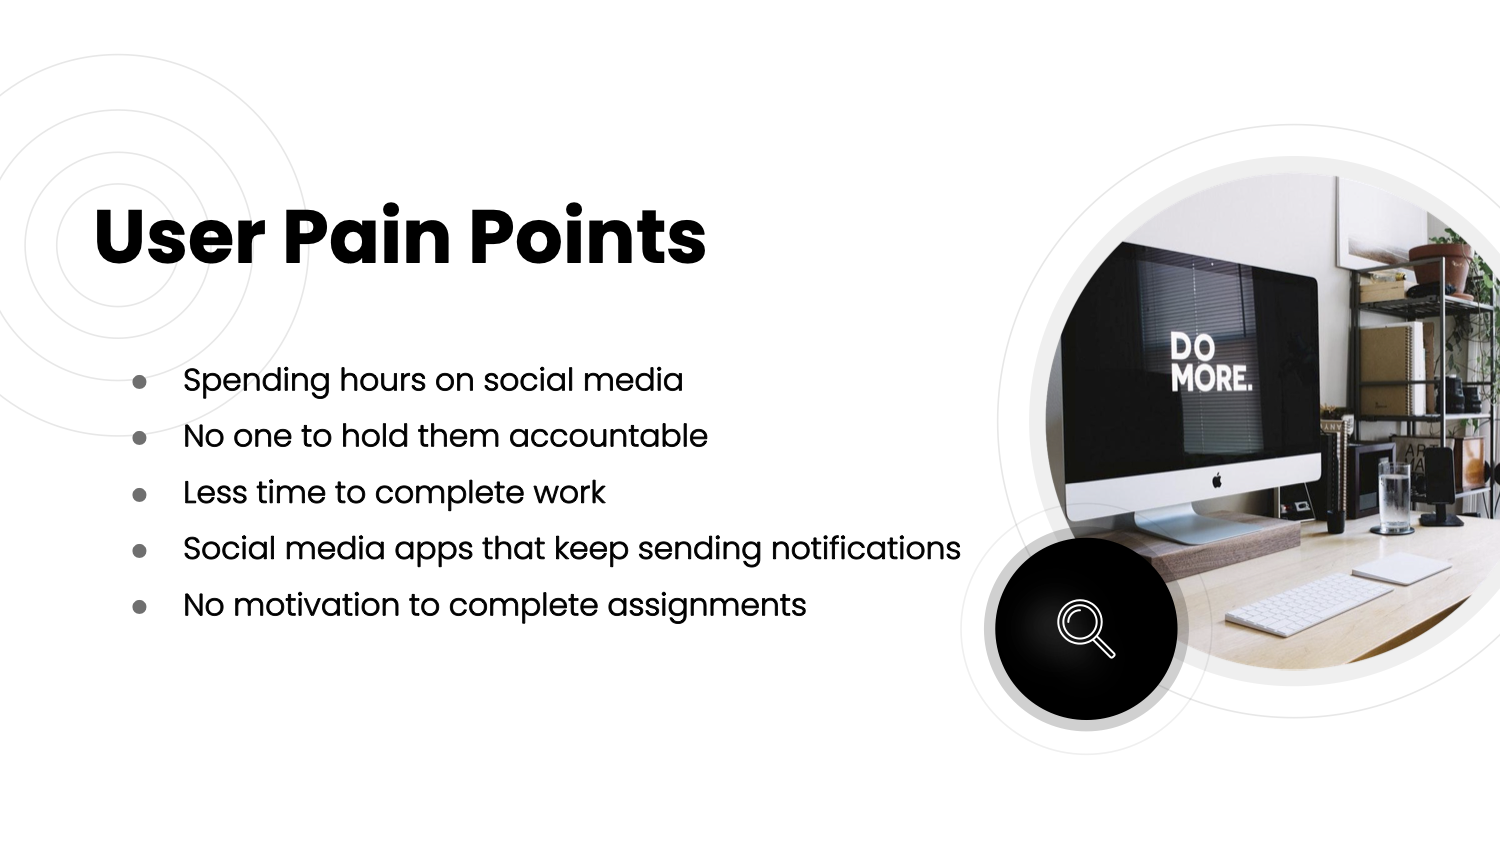 User Pain Points
Spending hours on social media
No one to hold them accountable
Less time to complete work
Social media apps that keep sending notifications
No motivation to complete assignments
DO
MORE.